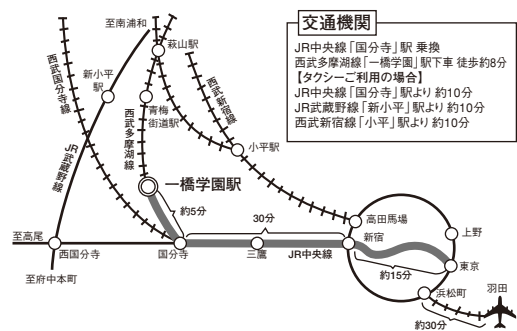 交通機関
JR中央線「国分寺」駅 乗換
西武多摩湖線「一橋学園」駅下車 徒歩約8分
【タクシーご利用の場合】
JR中央線「国分寺」駅より 約10分
JR武蔵野線「新小平」駅より 約10分
西武新宿線「小平」駅より 約10分
至南浦和
萩山駅
西武国分寺線
新小平駅
青梅街道駅
西武新宿線
西武多摩湖線
小平駅
JR武蔵野線
一橋学園駅
約5分
30分
高田馬場
上野
至高尾
西国分寺
国分寺
三鷹
JR中央線
新宿
約15分
東京
至府中本町
浜松町
羽田
約30分